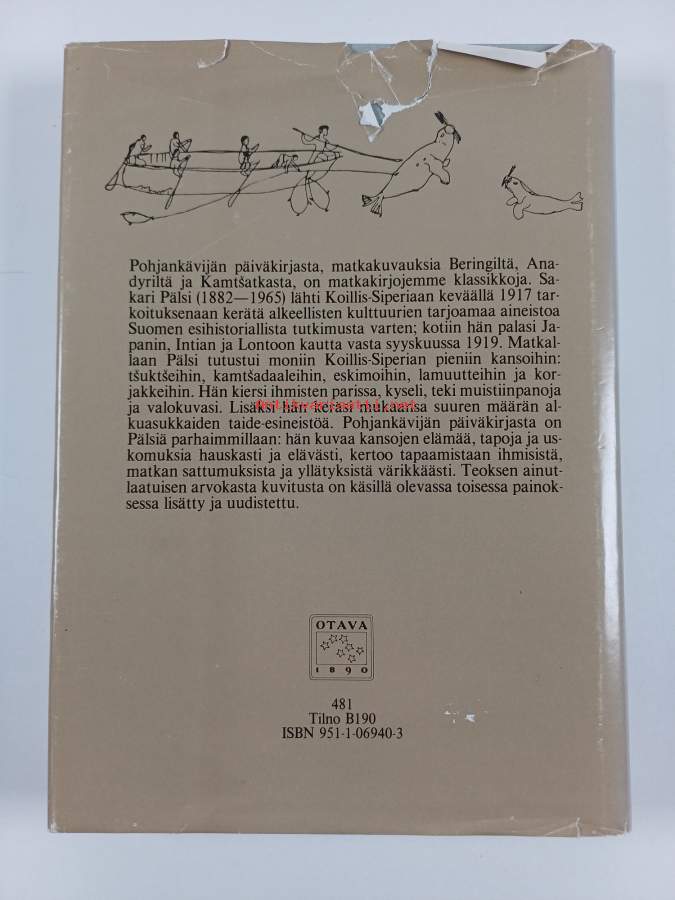 Pohjankävijän päiväkirjasta, matkakuvauksia Beringiltä, Ana-
dyriltä ja Kamtšatkasta, on matkakirjojemme klassikkoja. Sa-
kari Pälsi (1882—1965) lähti Koillis-Siperiaan keväällä 1917 tar-
koituksenaan kerätä alkeellisten kulttuurien tarjoamaa aineistoa
Suomen esihistoriallista tutkimusta varten; kotiin hän palasi Ja-
panin, Intian ja Lontoon kautta vasta syyskuussa 1919. Matkal-
laan Pälsi tutustui moniin Koillis-Siperian pieniin kansoihin:
tšuktšeihin, kamtšadaaleihin, eskimoihin, lamuutteihin ja kor-
jakkeihin. Hän kiersi ihmisten parissa, kyseli, teki muistiinpanoja
ja valokuvasi. Lisäksi hän keräsi mukaansa suuren määrän al-
kuasukkaiden taide-esineistöä. Pohjankävijän päiväkirjasta on
Pälsiä parhaimmillaan: hän kuvaa kansojen elämää, tapoja ja us-
komuksia hauskasti ja elävästi, kertoo tapaamistaan ihmisistä,
matkan sattumuksista ja yllätyksistä värikkäästi. Teoksen ainut-
laatuisen arvokasta kuvitusta on käsillä olevassa toisessa painok-
sessa lisätty ja uudistettu.
OTAVA
1890
481
Tilno B190
ISBN 951-1-06940-3